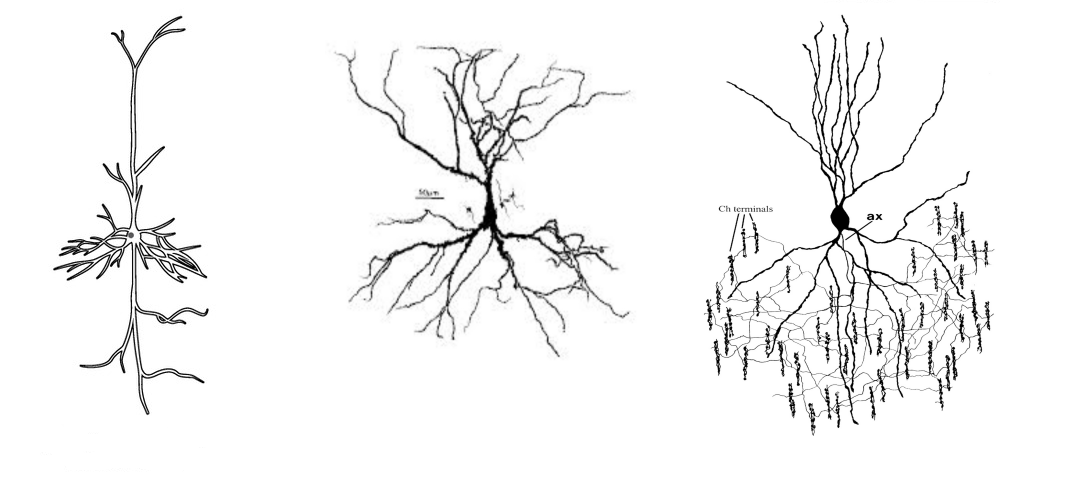 50µm
Ch terminals
ax